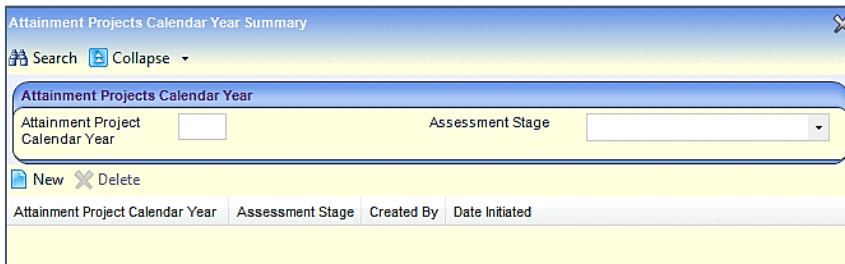 Attainment Projects Calendar Year Summary
Search Collapse
Attainment Projects Calendar Year
Attainment Project Calendar Year
Assessment Stage
New Delete
Attainment Project Calendar Year Assessment Stage Created By Date Initiated